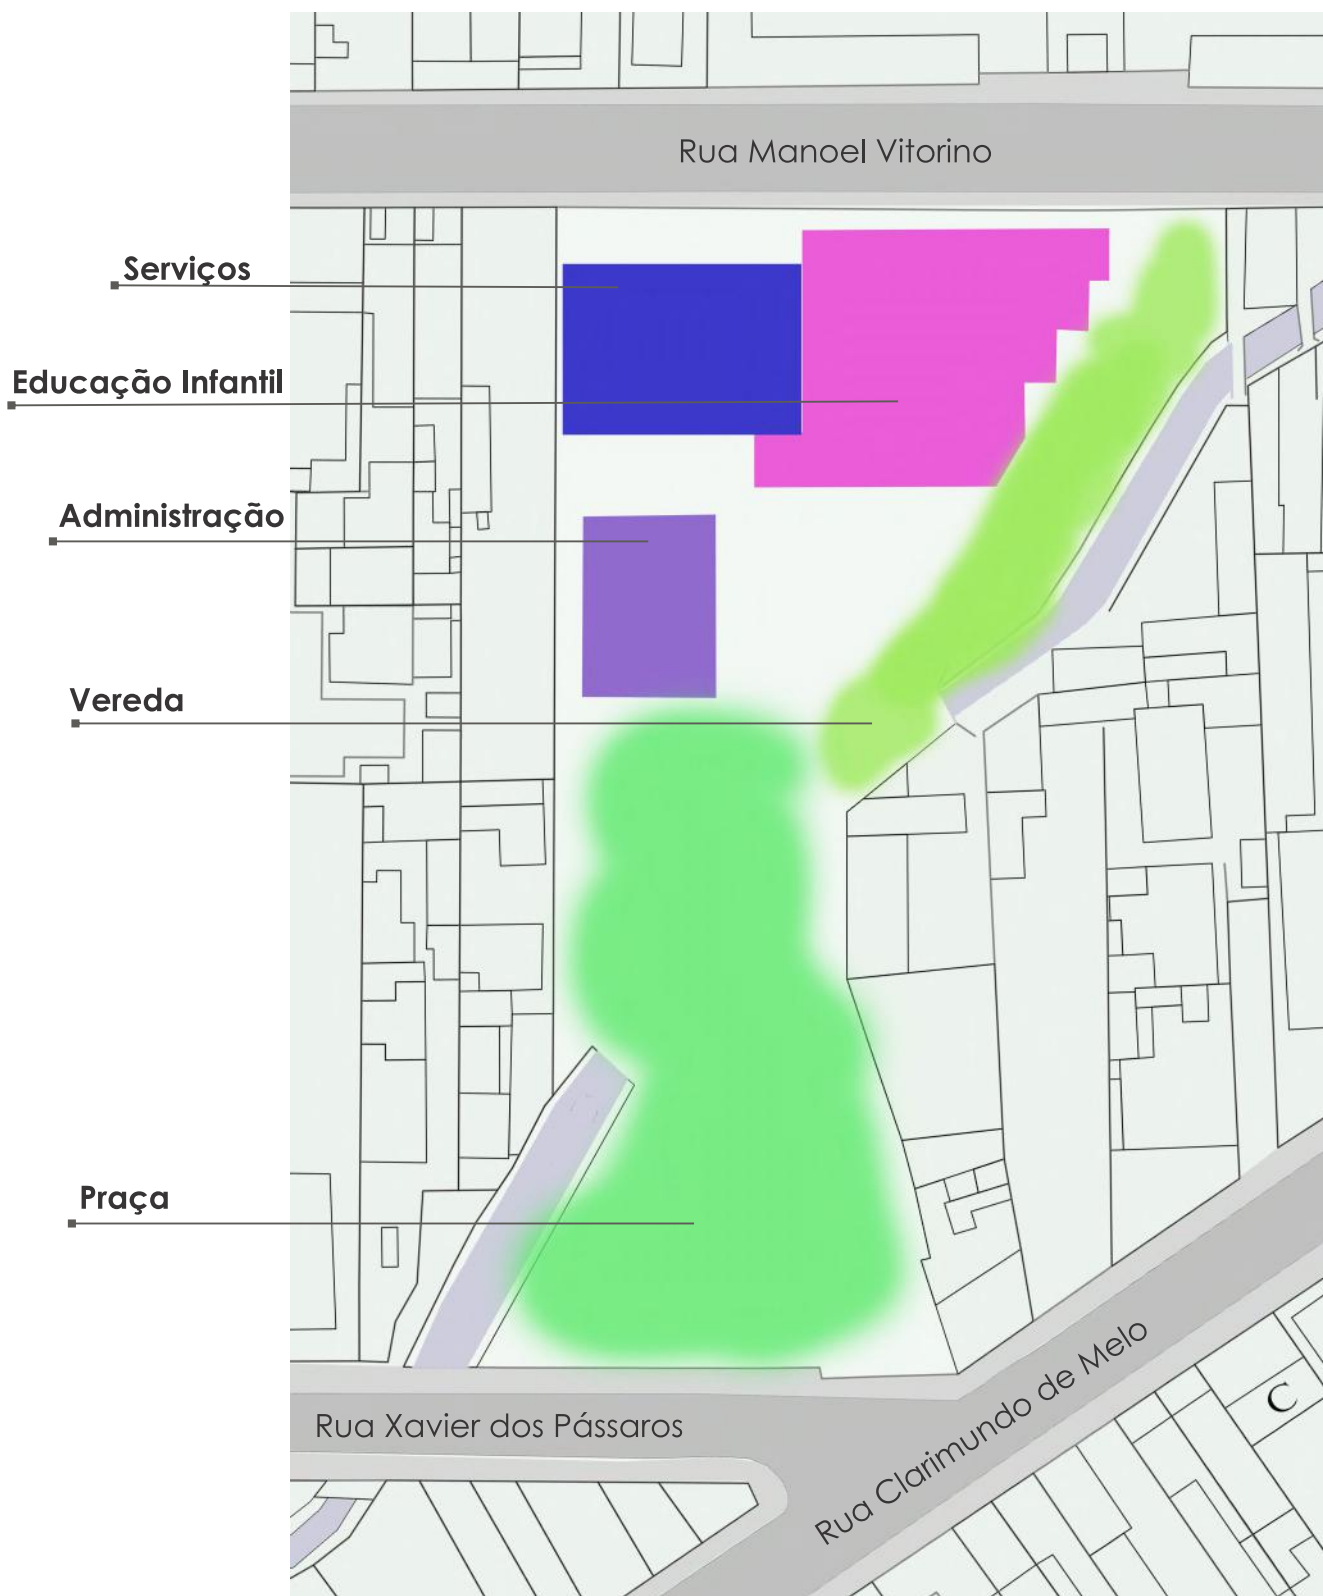 Rua Manoel Vitorino
Serviços
Educação Infantil
Administração
Vereda
Praça
Rua Xavier dos Pássaros
Rua Clarimundo de Melo
C